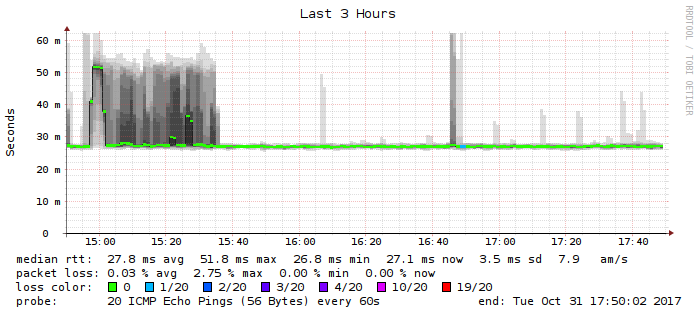 Last 3 Hours
RRDTOOL / TOBI OETIKER
Seconds
60 m
50 m
40 m
30 m
20 m
10 m
0
15:00 15:20 15:40 16:00 16:20 16:40 17:00 17:20 17:40
median rtt: 27.8 ms avg 51.8 ms max 26.8 ms min 27.1 ms now 3.5 ms sd 7.9 am/s
packet loss: 0.03 % avg 2.75 % max 0.00 % min 0.00 % now
loss color: 0 1/20 2/20 3/20 4/20 10/20 19/20
probe: 20 ICMP Echo Pings (56 Bytes) every 60s end: Tue Oct 31 17:50:02 2017